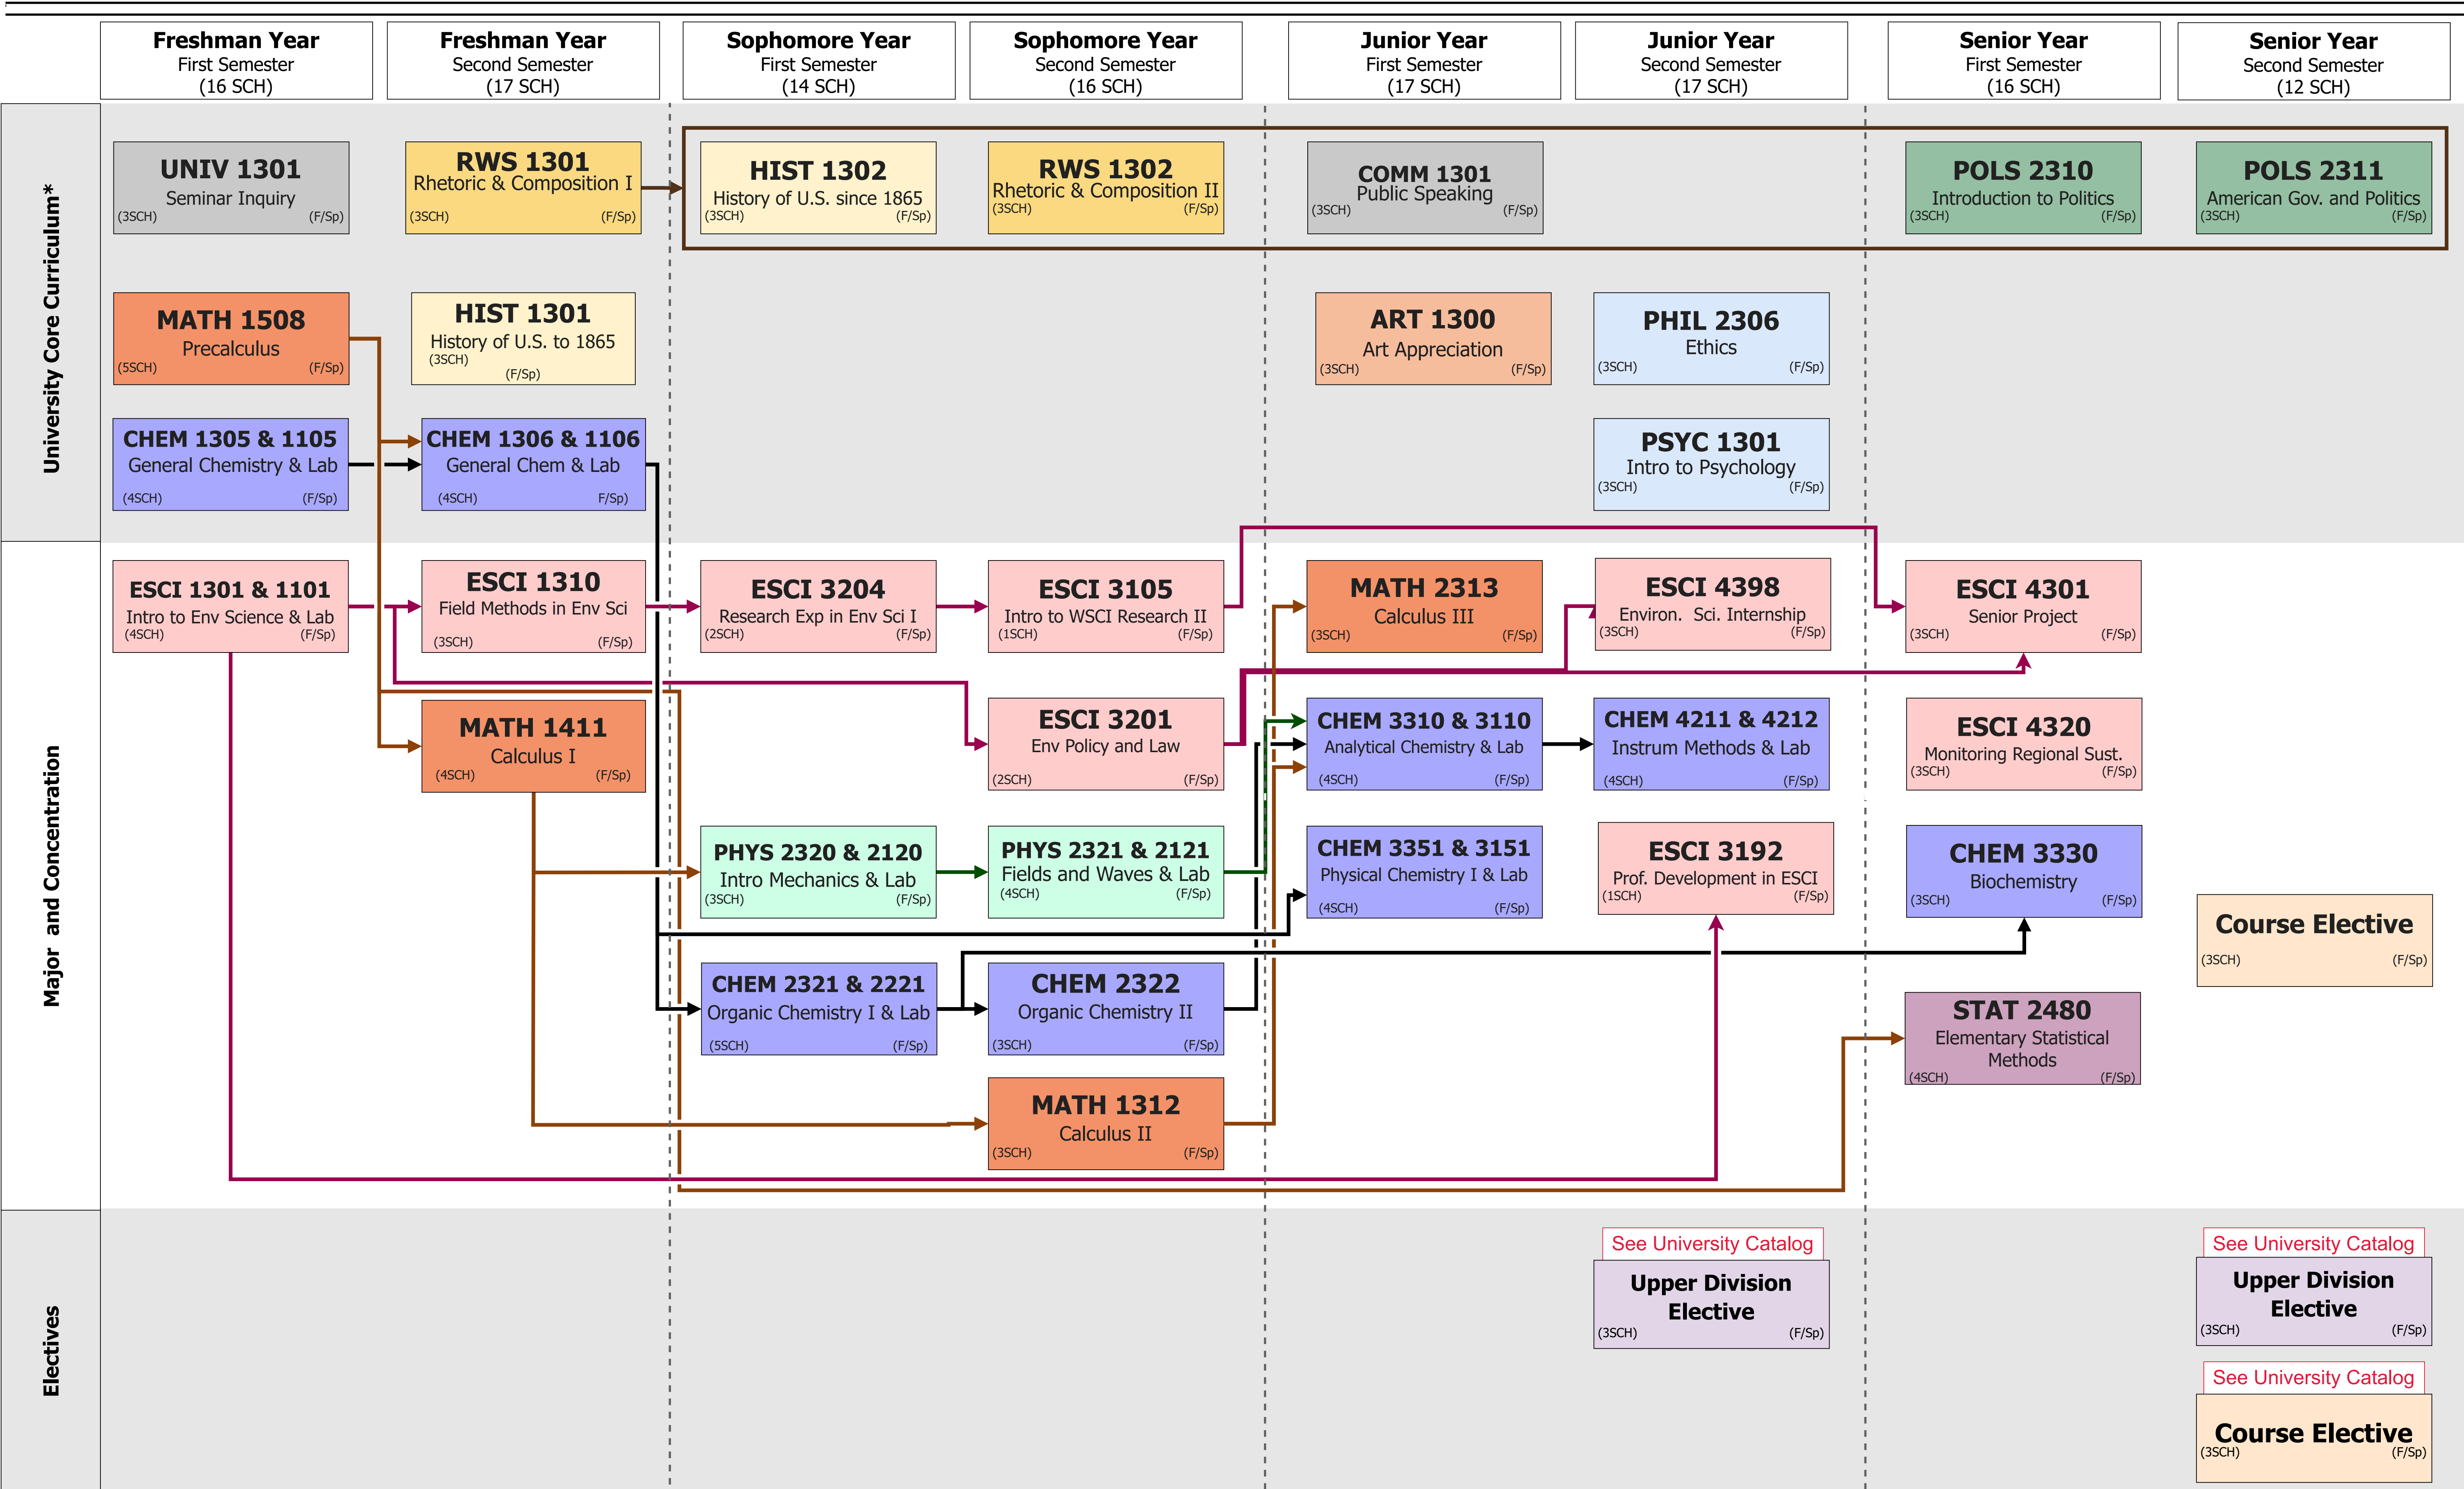 Freshman Year
First Semester
(16 SCH)
Freshman Year
Second Semester
(17 SCH)
Sophomore Year
First Semester
(14 SCH)
Sophomore Year
Second Semester
(16 SCH)
Junior Year
First Semester
(17 SCH)
Junior Year
Second Semester
(17 SCH)
Senior Year
First Semester
(16 SCH)
Senior Year
Second Semester
(12 SCH)
University Core Curriculum*
UNIV 1301
Seminar Inquiry
(3SCH) (F/Sp)
RWS 1301
Rhetoric & Composition I
(3SCH) (F/Sp)
HIST 1302
History of U.S. since 1865
(3SCH) (F/Sp)
RWS 1302
Rhetoric & Composition II
(3SCH) (F/Sp)
COMM 1301
Public Speaking
(3SCH) (F/Sp)
POLS 2310
Introduction to Politics
(3SCH) (F/Sp)
POLS 2311
American Gov. and Politics
(3SCH) (F/Sp)
MATH 1508
Precalculus
(5SCH) (F/Sp)
HIST 1301
History of U.S. to 1865
(3SCH)
(F/Sp)
ART 1300
Art Appreciation
(3SCH) (F/Sp)
PHIL 2306
Ethics
(3SCH) (F/Sp)
CHEM 1305 & 1105
General Chemistry & Lab
(4SCH) (F/Sp)
CHEM 1306 & 1106
General Chem & Lab
(4SCH) F/Sp)
PSYC 1301
Intro to Psychology
(3SCH) (F/Sp)
Major and Concentration
ESCI 1301 & 1101
Intro to Env Science & Lab
(4SCH) (F/Sp)
ESCI 1310
Field Methods in Env Sci
(3SCH) (F/Sp)
ESCI 3204
Research Exp in Env Sci I
(2SCH) (F/Sp)
ESCI 3105
Intro to WSCI Research II
(1SCH) (F/Sp)
MATH 2313
Calculus III
(3SCH) (F/Sp)
ESCI 4398
Environ. Sci. Internship
(3SCH) (F/Sp)
ESCI 4301
Senior Project
(3SCH) (F/Sp)
MATH 1411
Calculus I
(4SCH) (F/Sp)
ESCI 3201
Env Policy and Law
(2SCH) (F/Sp)
CHEM 3310 & 3110
Analytical Chemistry & Lab
(4SCH) (F/Sp)
CHEM 4211 & 4212
Instrum Methods & Lab
(4SCH) (F/Sp)
ESCI 4320
Monitoring Regional Sust.
(3SCH) (F/Sp)
PHYS 2320 & 2120
Intro Mechanics & Lab
(3SCH) (F/Sp)
PHYS 2321 & 2121
Fields and Waves & Lab
(4SCH) (F/Sp)
CHEM 3351 & 3151
Physical Chemistry I & Lab
(4SCH) (F/Sp)
ESCI 3192
Prof. Development in ESCI
(1SCH) (F/Sp)
CHEM 3330
Biochemistry
(3SCH) (F/Sp)
Course Elective
(3SCH) (F/Sp)
CHEM 2321 & 2221
Organic Chemistry I & Lab
(5SCH) (F/Sp)
CHEM 2322
Organic Chemistry II
(3SCH) (F/Sp)
STAT 2480
Elementary Statistical
Methods
(4SCH) (F/Sp)
MATH 1312
Calculus II
(3SCH) (F/Sp)
Electives
See University Catalog
Upper Division
Elective
(3SCH) (F/Sp)
See University Catalog
Upper Division
Elective
(3SCH) (F/Sp)
See University Catalog
Course Elective
(3SCH) (F/Sp)